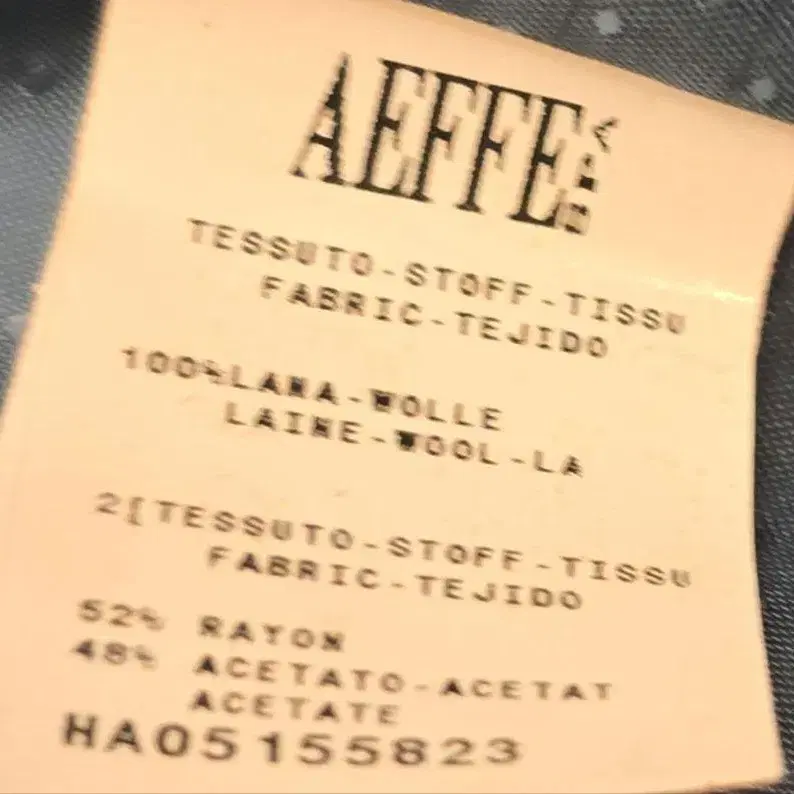 AEFFE
TESSUTO-STOFF-TISSU
FABRIC-TEJIDO
100%LANA-WOLLE
LAINE-WOOL-LA
2[TESSUTO-STOFF-TISSU
FABRIC-TEJIDO
52% RAYON
48% ACETATO-ACETAT
ACETATE
HA05155823